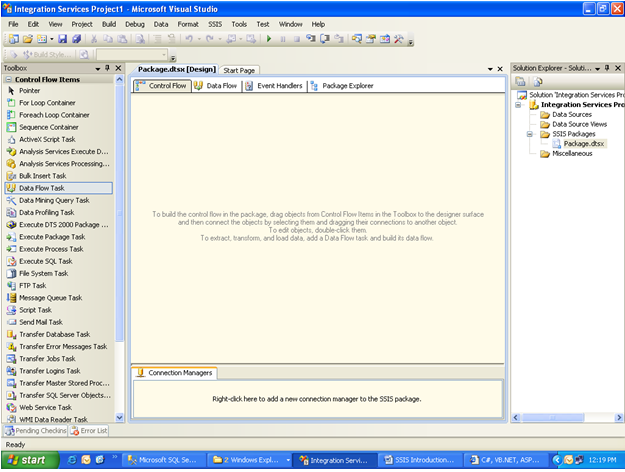 Integration Services Project1 - Microsoft Visual Studio
File Edit View Project Build Debug Data Format SSIS Tools Test Window Help
Build Style...
Toolbox
Control Flow Items
Pointer
For Loop Container
Foreach Loop Container
Sequence Container
ActiveX Script Task
Analysis Services Execute D...
Analysis Services Processing...
Bulk Insert Task
Data Flow Task
Data Mining Query Task
Data Profiling Task
Execute DTS 2000 Package ...
Execute Package Task
Execute Process Task
Execute SQL Task
File System Task
FTP Task
Message Queue Task
Script Task
Send Mail Task
Transfer Database Task
Transfer Error Messages Task
Transfer Jobs Task
Transfer Logins Task
Transfer Master Stored Proc...
Transfer SQL Server Objects...
Web Service Task
WMI Data Reader Task
Package.dtsx [Design] Start Page
Control Flow Data Flow Event Handlers Package Explorer
To build the control flow in the package, drag objects from Control Flow Items in the Toolbox to the designer surface
and then connect the objects by selecting them and dragging their connections to another object.
To edit objects, double-click them.
To extract, transform, and load data, add a Data Flow task and build its data flow.
Connection Managers
Right-click here to add a new connection manager to the SSIS package.
Solution Explorer - Soluti...
Solution 'Integration Services Pro
Integration Services Pro
Data Sources
Data Source Views
SSIS Packages
Package.dtsx
Miscellaneous
Pending Checkins Error List
Ready
start
Microsoft SQL Se...
2 Windows Expl...
Integration Servi...
SSIS Introduction...
C#, VB.NET, ASP...
12:19 PM